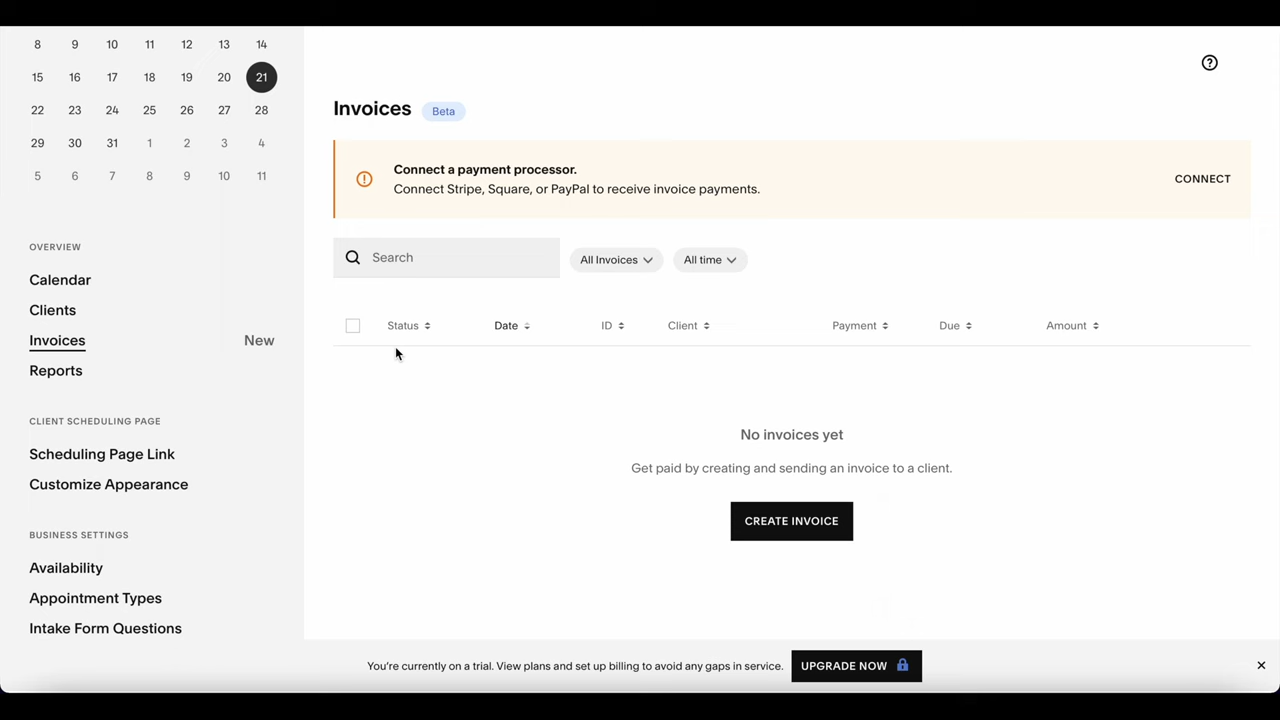 8 9 10 11 12 13 14
15 16 17 18 19 20 21
22 23 24 25 26 27 28
29 30 31 1 2 3 4
5 6 7 8 9 10 11
OVERVIEW
Calendar
Clients
Invoices New
Reports
CLIENT SCHEDULING PAGE
Scheduling Page Link
Customize Appearance
BUSINESS SETTINGS
Availability
Appointment Types
Intake Form Questions
Invoices Beta
Connect a payment processor.
Connect Stripe, Square, or PayPal to receive invoice payments.
CONNECT
Search All Invoices All time
Status Date ID Client Payment Due Amount
No invoices yet
Get paid by creating and sending an invoice to a client.
CREATE INVOICE
You're currently on a trial. View plans and set up billing to avoid any gaps in service. UPGRADE NOW